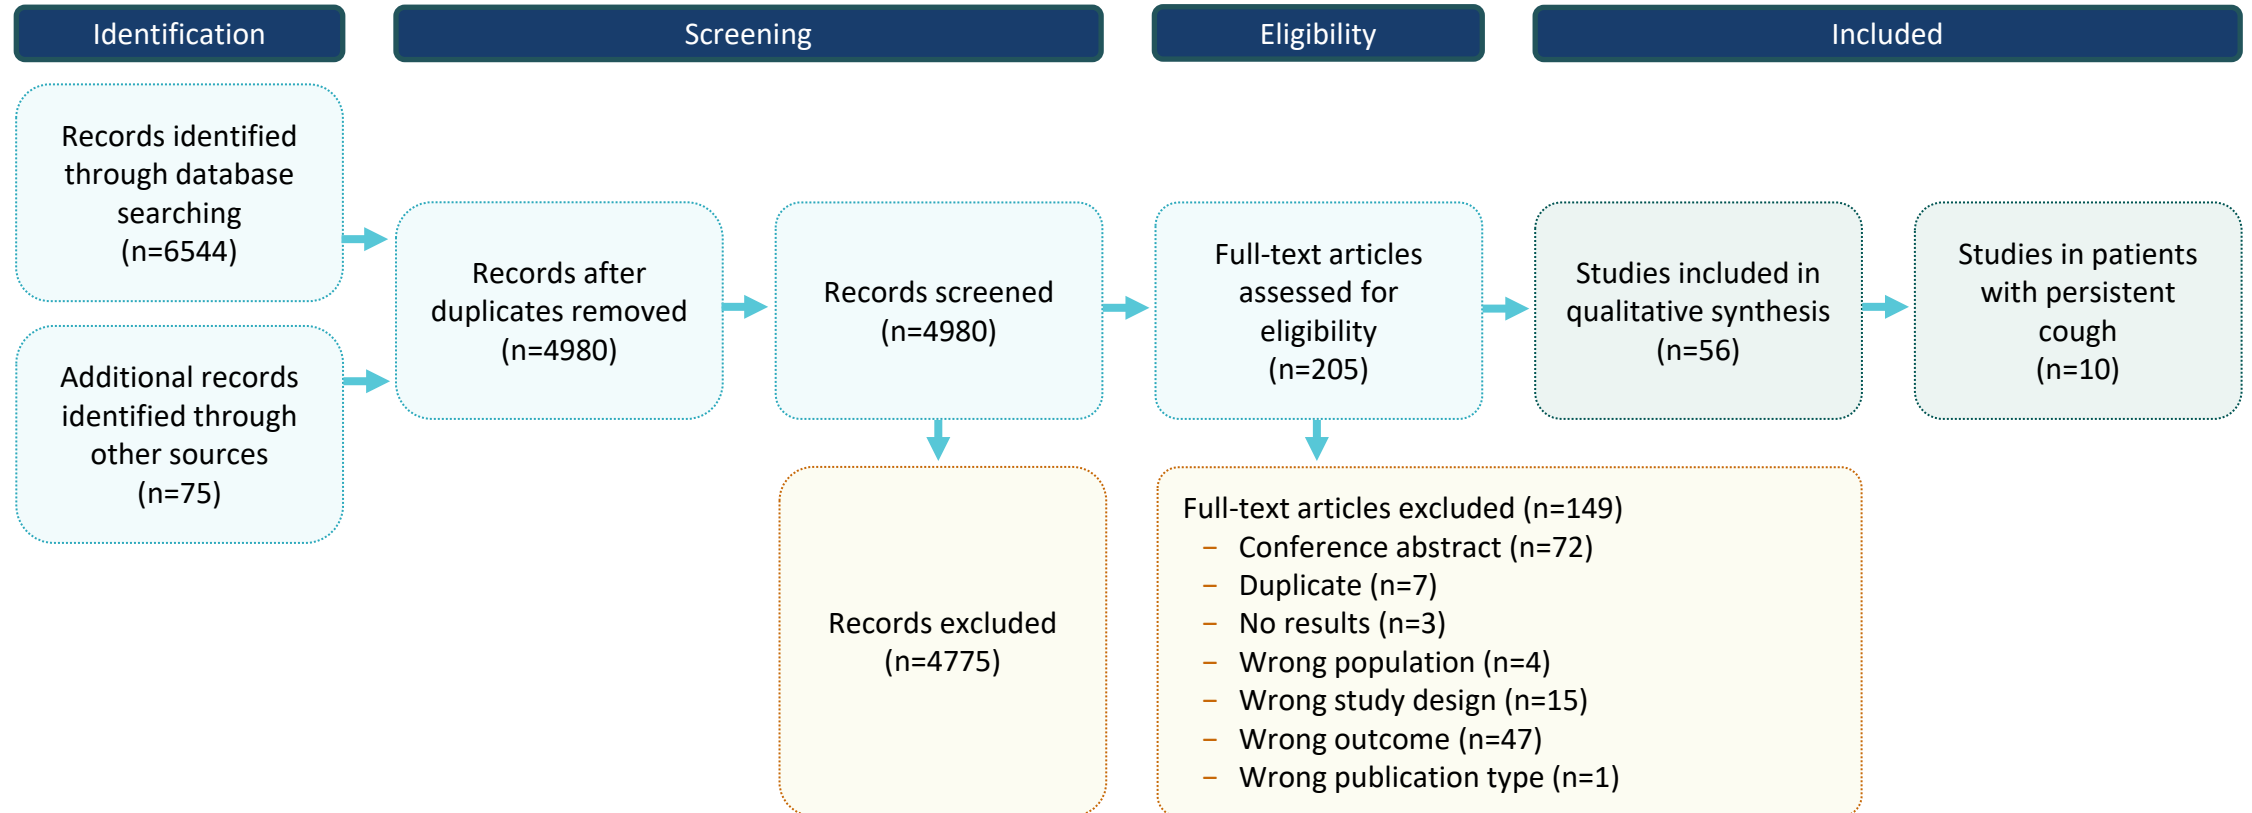 Identification
Screening
Eligibility
Included
Records identified
through database
searching
(n=6544)
Additional records
identified through
other sources
(n=75)
Records after
duplicates removed
(n=4980)
Records screened
(n=4980)
Records excluded
(n=4775)
Full-text articles
assessed for
eligibility
(n=205)
Full-text articles excluded (n=149)
– Conference abstract (n=72)
– Duplicate (n=7)
– No results (n=3)
– Wrong population (n=4)
– Wrong study design (n=15)
– Wrong outcome (n=47)
– Wrong publication type (n=1)
Studies included in
qualitative synthesis
(n=56)
Studies in patients
with persistent
cough
(n=10)